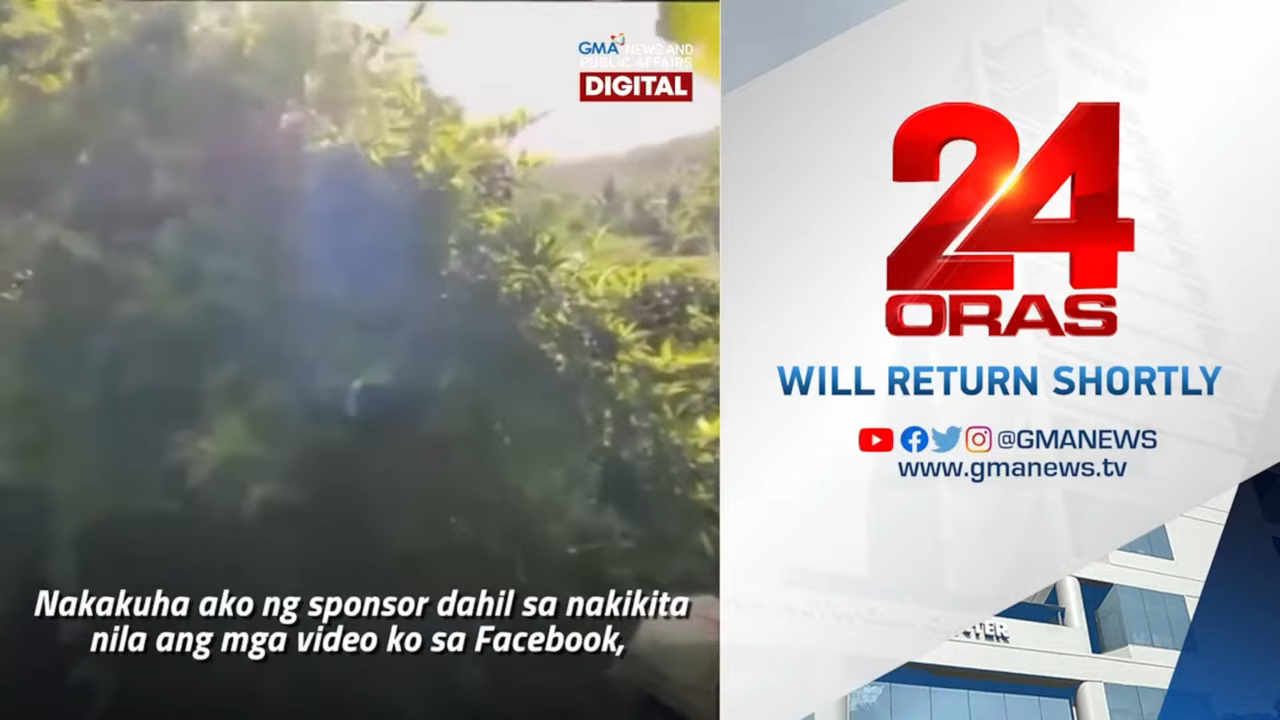 GMA NEWS AND
PUBLIC AFFAIRS
DIGITAL
Nakakuha ako ng sponsor dahil sa nakikita
nila ang mga video ko sa Facebook,
24
ORAS
WILL RETURN SHORTLY
@GMANEWS
www.gmanews.tv